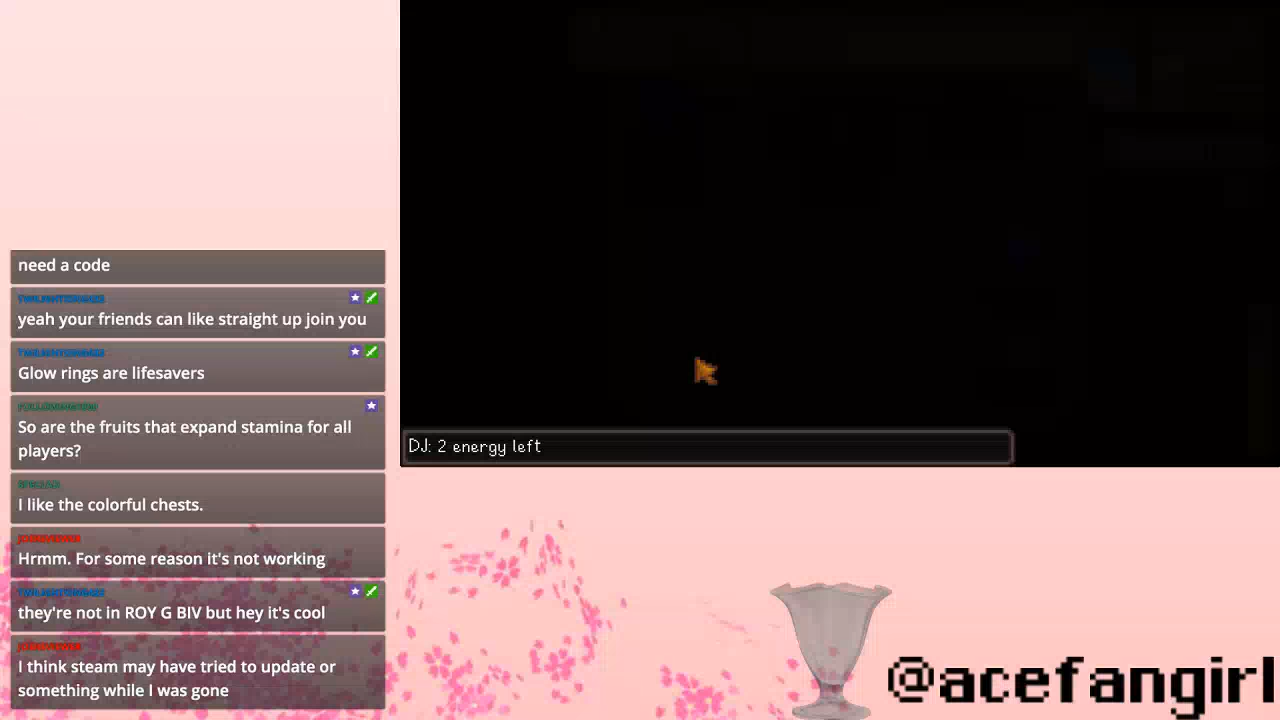 need a code
yeah your friends can like straight up join you
Glow rings are lifesavers
So are the fruits that expand stamina for all
players?
I like the colorful chests.
Hrmm. For some reason it's not working
they're not in ROY G BIV but hey it's cool
I think steam may have tried to update or
something while I was gone
DJ: 2 energy left
@acefangirl